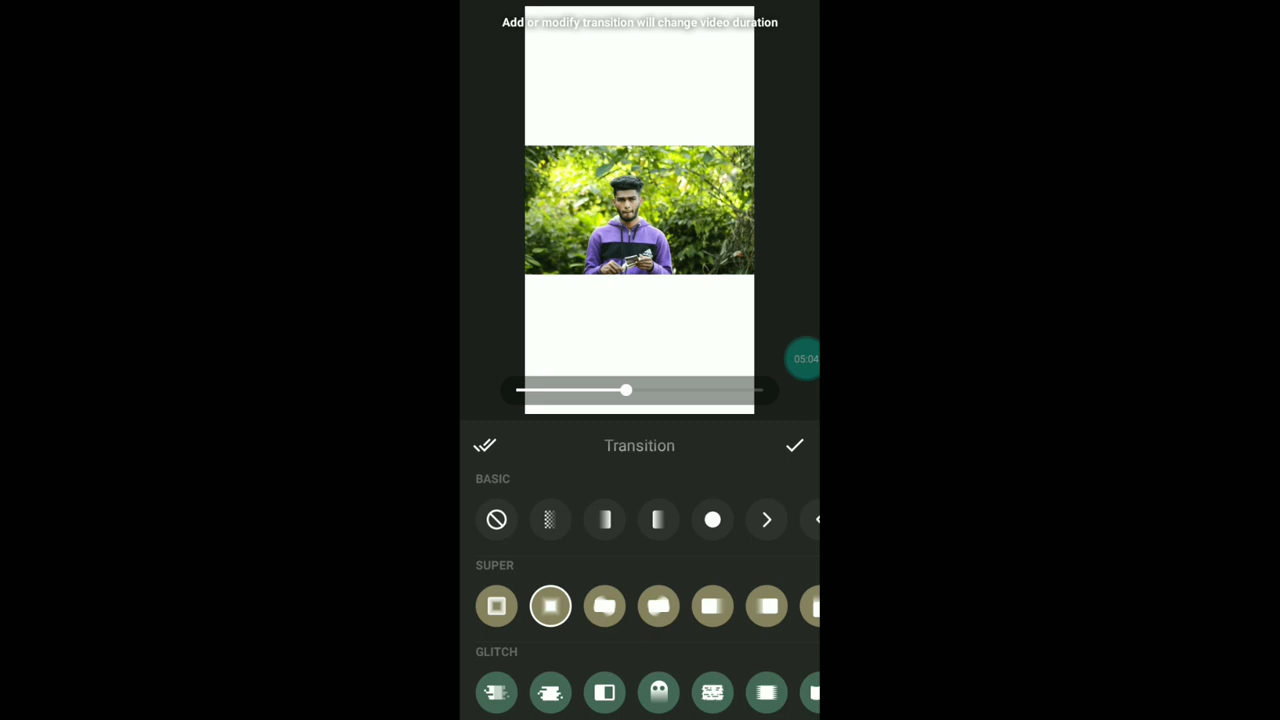 Add or modify transition will change video duration
05:04
Transition
BASIC
SUPER
GLITCH